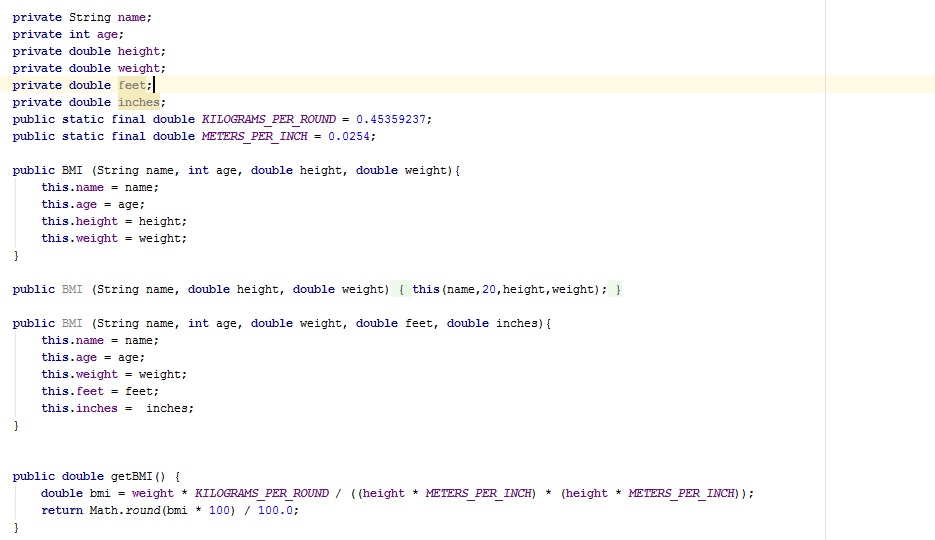 private String name;
private int age;
private double height;
private double weight;
private double feet;
private double inches;
public static final double KILOGRAMS_PER_ROUND = 0.45359237;
public static final double METERS_PER_INCH = 0.0254;
public BMI (String name, int age, double height, double weight){
this.name = name;
this.age = age;
this.height = height;
this.weight = weight;
}
public BMI (String name, double height, double weight) { this(name,20,height,weight); }
public BMI (String name, int age, double weight, double feet, double inches){
this.name = name;
this.age = age;
this.weight = weight;
this.feet = feet;
this.inches =  inches;
}
public double getBMI() {
double bmi = weight * KILOGRAMS_PER_ROUND / ((height * METERS_PER_INCH) * (height * METERS_PER_INCH));
return Math.round(bmi * 100) / 100.0;
}